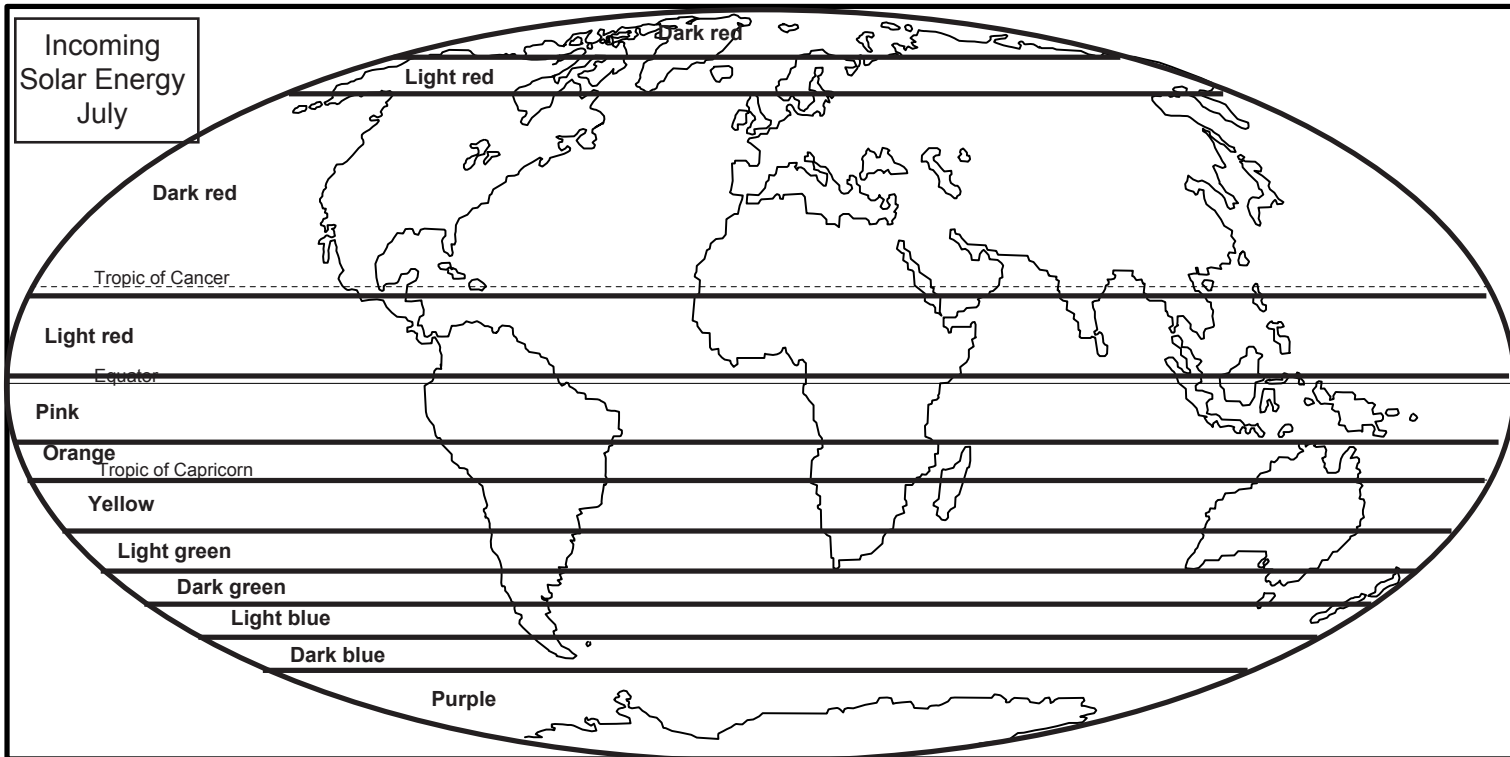 Incoming
Solar Energy
July
Dark red
Light red
Dark red
Tropic of Cancer
Light red
Equator
Pink
Orange
Tropic of Capricorn
Yellow
Light green
Dark green
Light blue
Dark blue
Purple